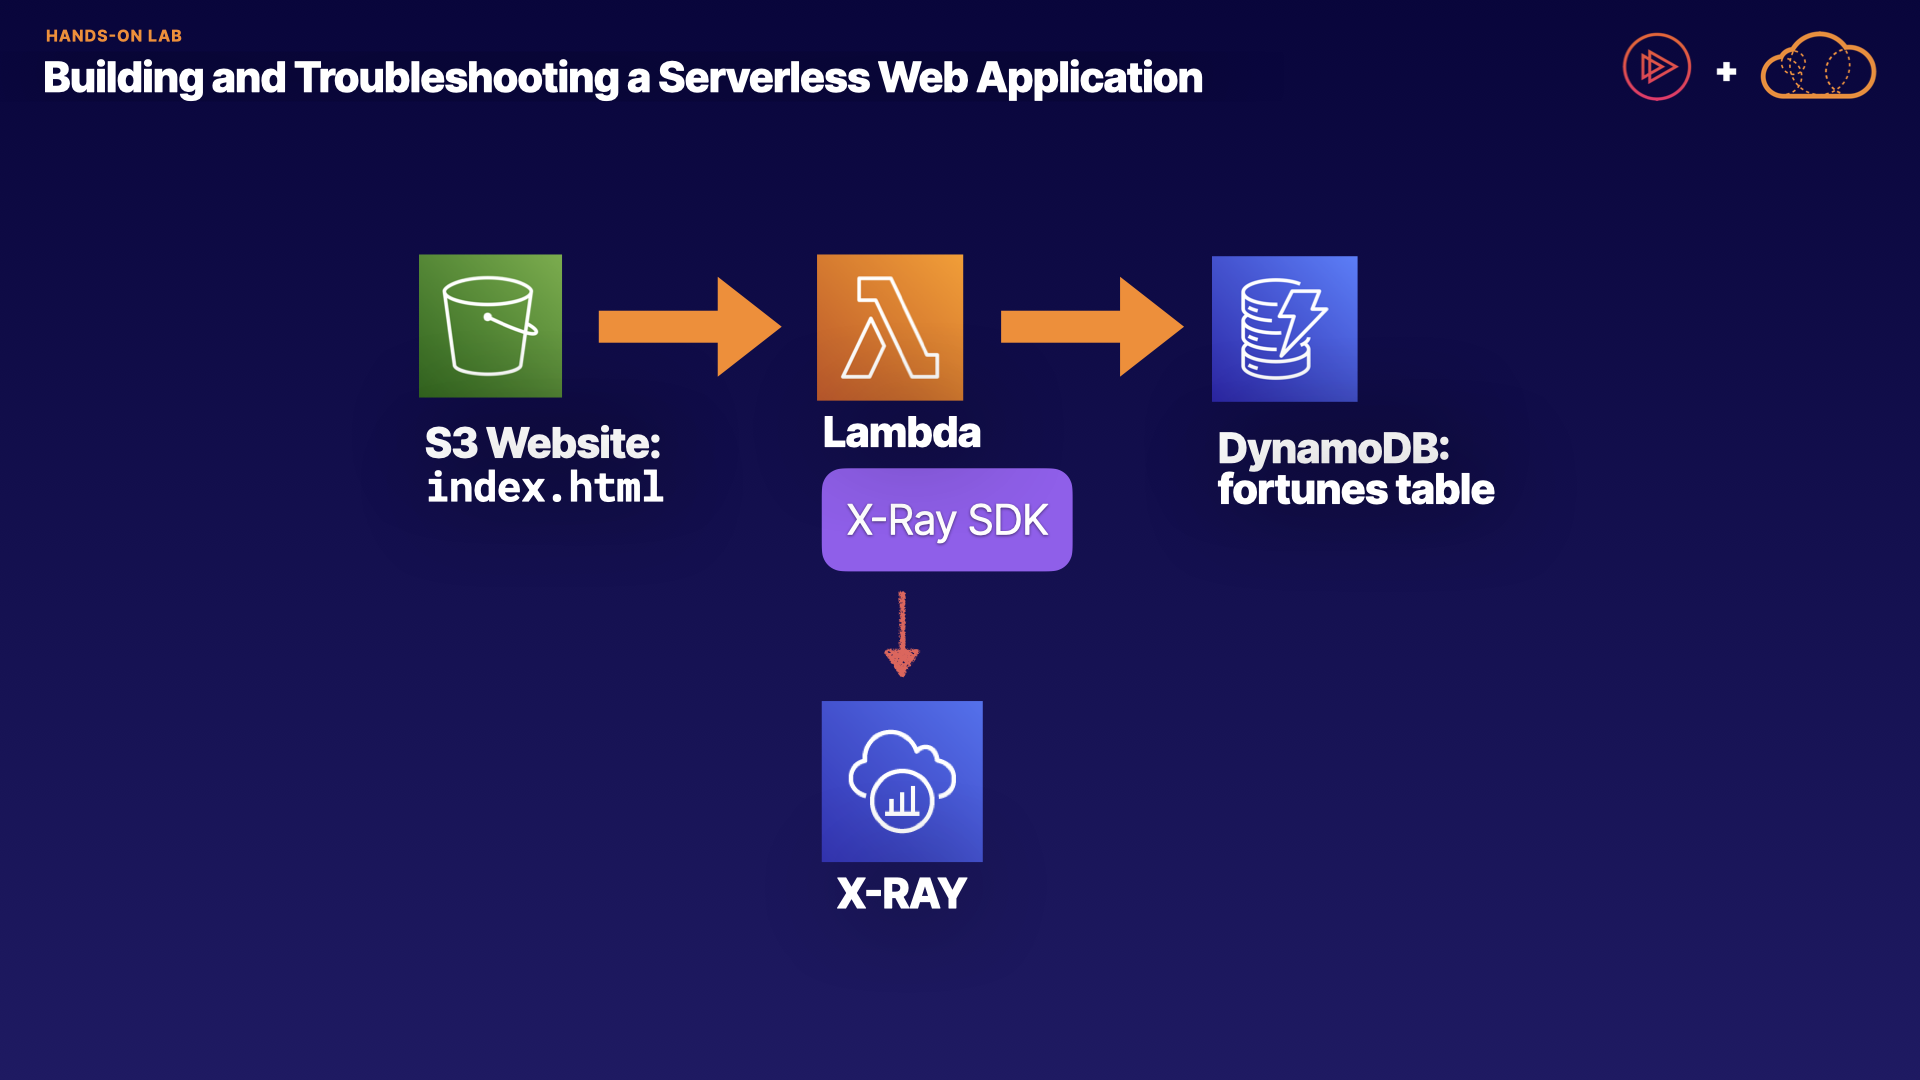 HANDS-ON LAB
Building and Troubleshooting a Serverless Web Application
S3 Website:
index.html
Lambda
X-Ray SDK
DynamoDB:
fortunes table
X-RAY